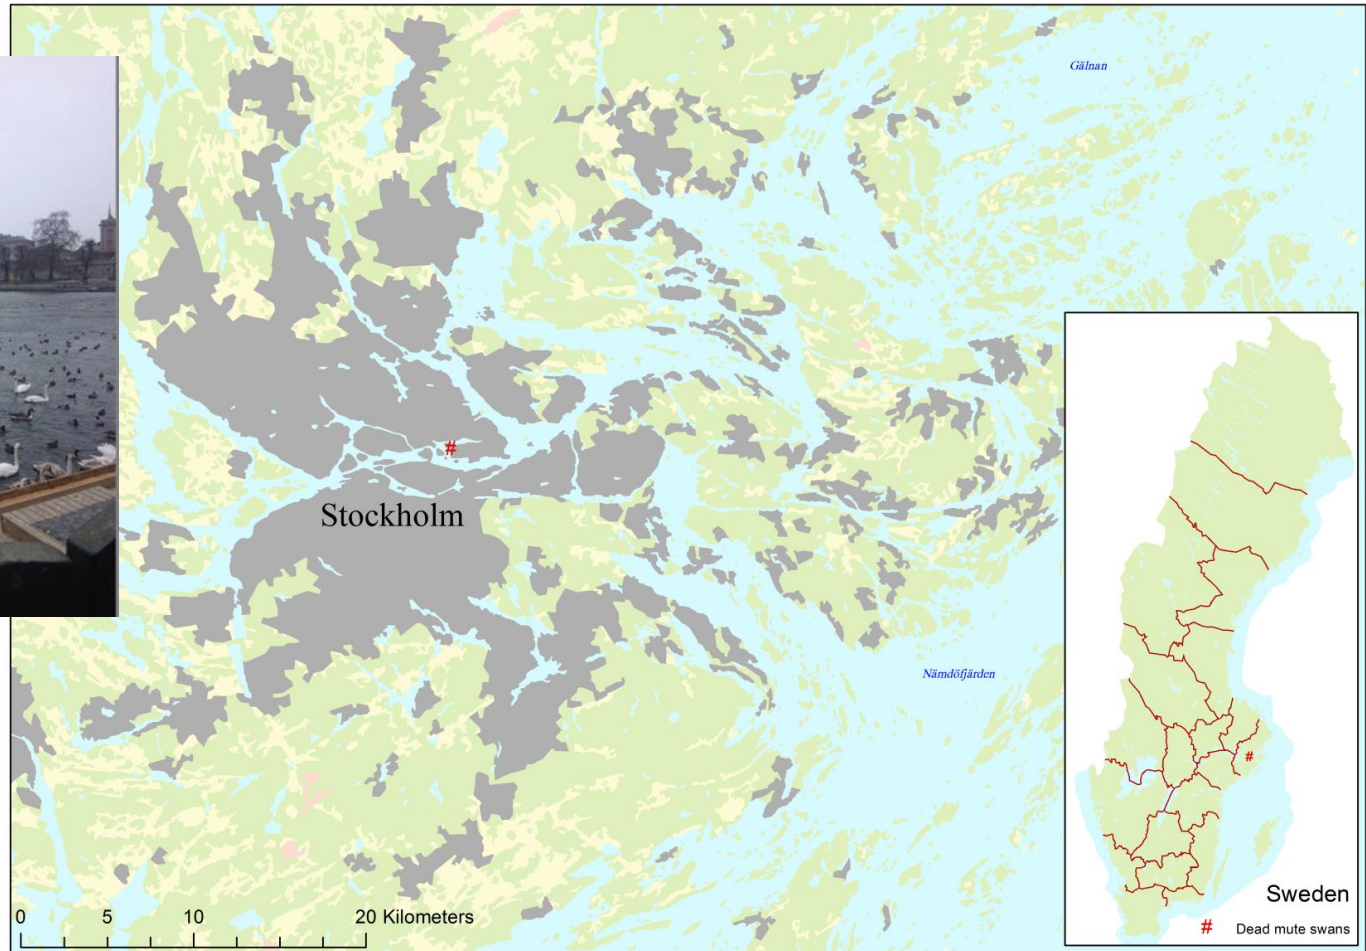 Gälnan
#
Stockholm
Nämdöfjärden
#
0 5 10 20 Kilometers
Sweden
# Dead mute swans